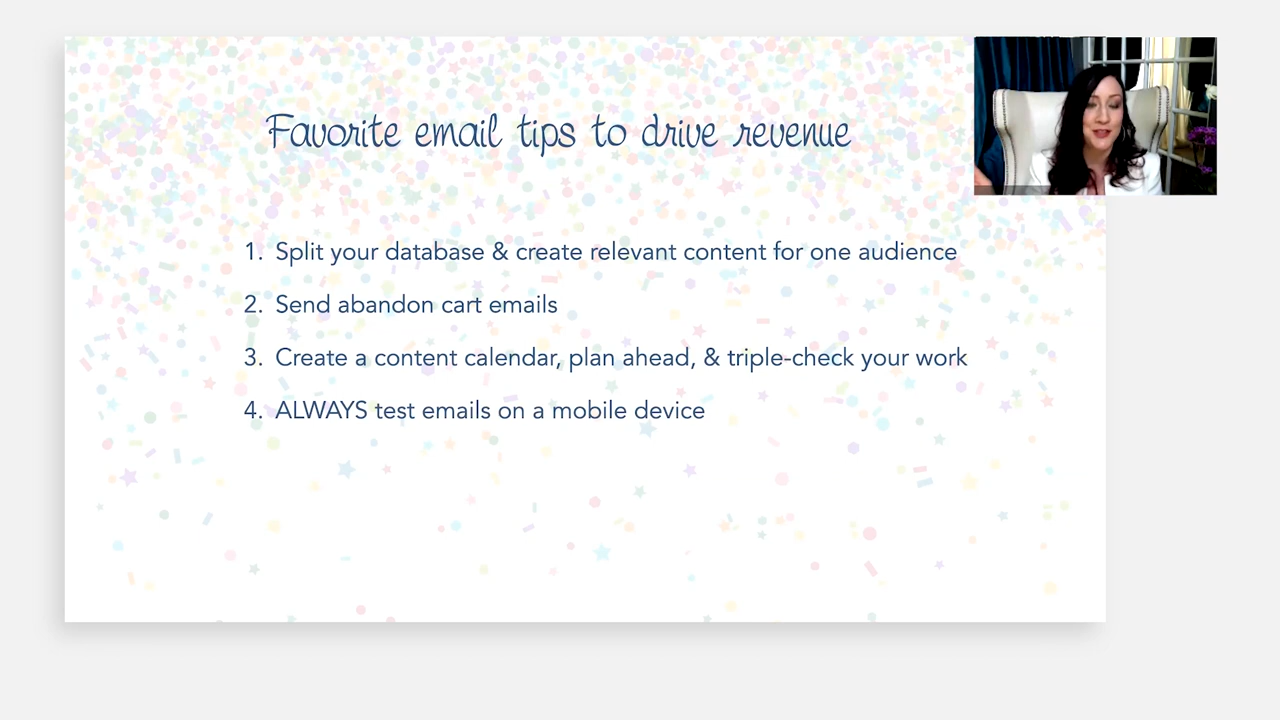 Favorite email tips to drive revenue
1. Split your database & create relevant content for one audience
2. Send abandon cart emails
3. Create a content calendar, plan ahead, & triple-check your work
4. ALWAYS test emails on a mobile device